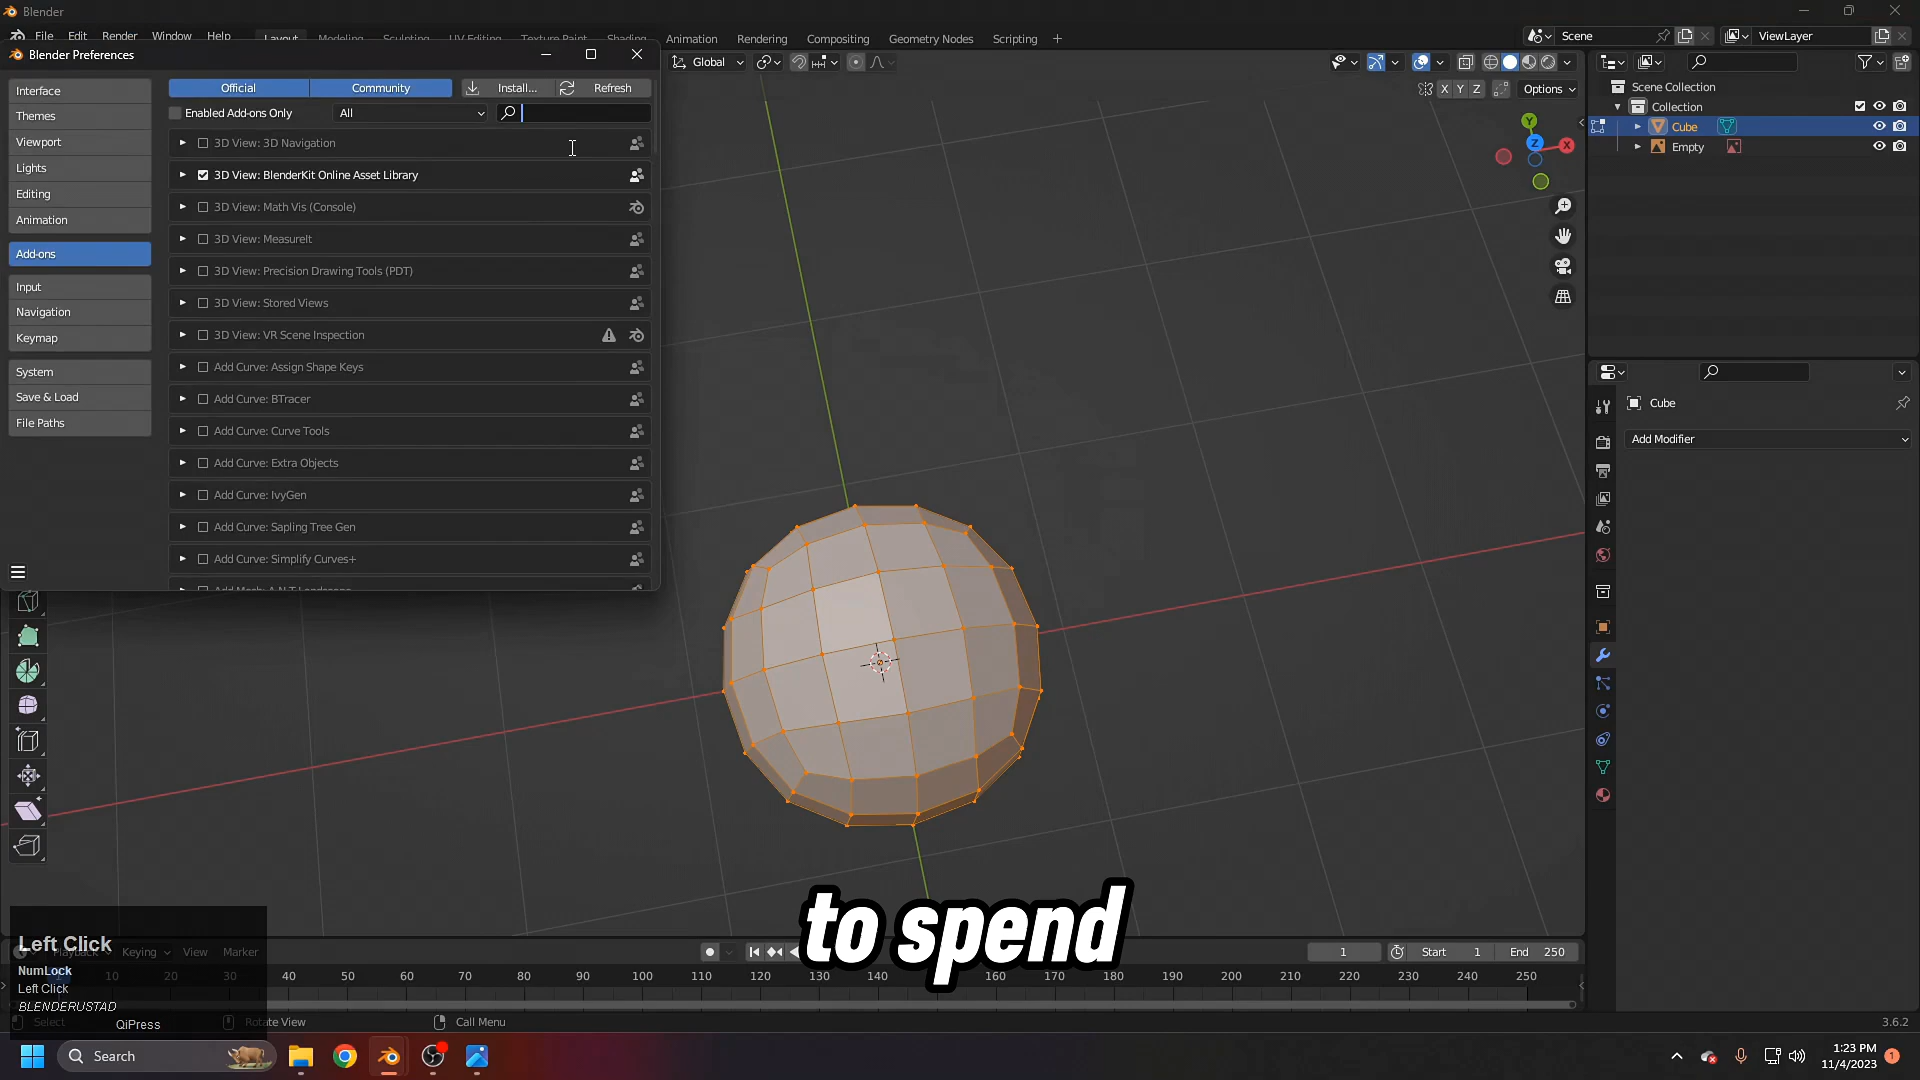 Blender
File Edit Render Window Help Layout Modeling Sculpting UV Editing Texture Paint Shading Animation Rendering Compositing Geometry Nodes Scripting +
Scene ViewLayer
Blender Preferences
Global
Options
X Y Z
Interface
Themes
Viewport
Lights
Editing
Animation
Add-ons
Input
Navigation
Keymap
System
Save & Load
File Paths
Official Community Install... Refresh
Enabled Add-ons Only All
3D View: 3D Navigation
3D View: BlenderKit Online Asset Library
3D View: Math Vis (Console)
3D View: MeasureIt
3D View: Precision Drawing Tools (PDT)
3D View: Stored Views
3D View: VR Scene Inspection
Add Curve: Assign Shape Keys
Add Curve: BTracer
Add Curve: Curve Tools
Add Curve: Extra Objects
Add Curve: IvyGen
Add Curve: Sapling Tree Gen
Add Curve: Simplify Curves+
Add Mesh: A.N.T.Landscape
Y
Z
X
Scene Collection
Collection
Cube
Empty
Cube
Add Modifier
to spend
Left Click
NumLock
Left Click
BLENDERUSTAD
QiPress
Playback Keying View Marker
1 Start 1 End 250
1 10 20 30 40 50 60 70 80 90 100 110 120 130 140 150 160 170 180 190 200 210 220 230 240 250
Select Rotate View Call Menu
3.6.2
Search
1:23 PM
11/4/2023
1